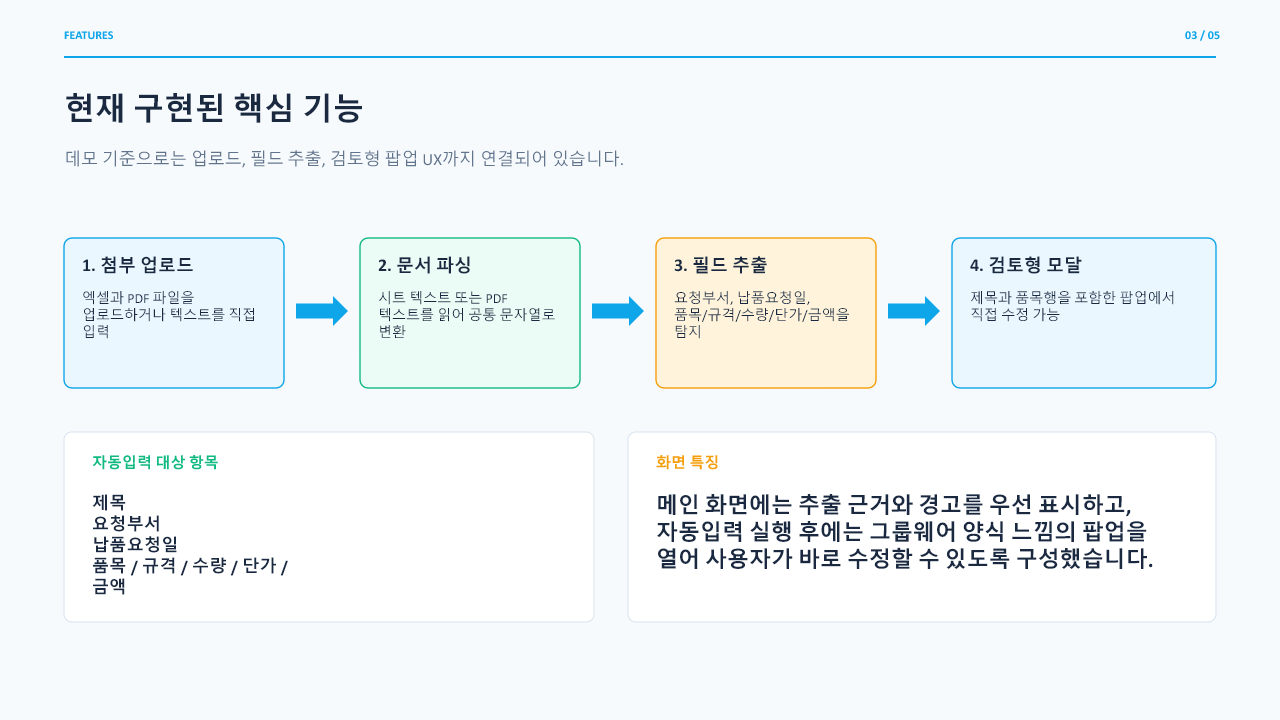 FEATURES
03 / 05
현재 구현된 핵심 기능
데모 기준으로는 업로드, 필드 추출, 검토형 팝업 UX까지 연결되어 있습니다.
1. 첨부 업로드
엑셀과 PDF 파일을
업로드하거나 텍스트를 직접
입력
2. 문서 파싱
시트 텍스트 또는 PDF
텍스트를 읽어 공통 문자열로
변환
3. 필드 추출
요청부서, 납품요청일,
품목/규격/수량/단가/금액을
탐지
4. 검토형 모달
제목과 품목행을 포함한 팝업에서
직접 수정 가능
자동입력 대상 항목
제목
요청부서
납품요청일
품목 / 규격 / 수량 / 단가 /
금액
화면 특징
메인 화면에는 추출 근거와 경고를 우선 표시하고,
자동입력 실행 후에는 그룹웨어 양식 느낌의 팝업을
열어 사용자가 바로 수정할 수 있도록 구성했습니다.